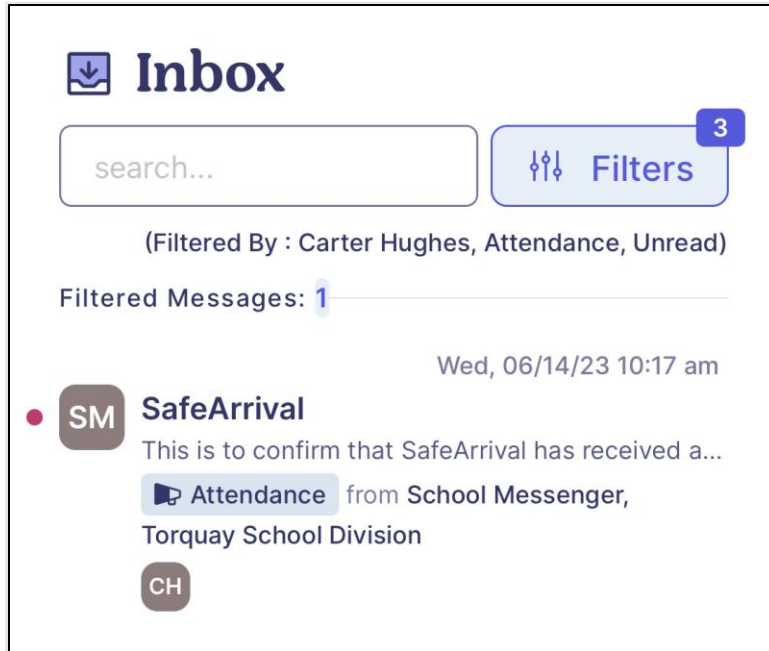 Inbox
3
search...
Filters
(Filtered By : Carter Hughes, Attendance, Unread)
Filtered Messages: 1
Wed, 06/14/23 10:17 am
SM
SafeArrival
This is to confirm that SafeArrival has received a...
Attendance from School Messenger,
Torquay School Division
CH